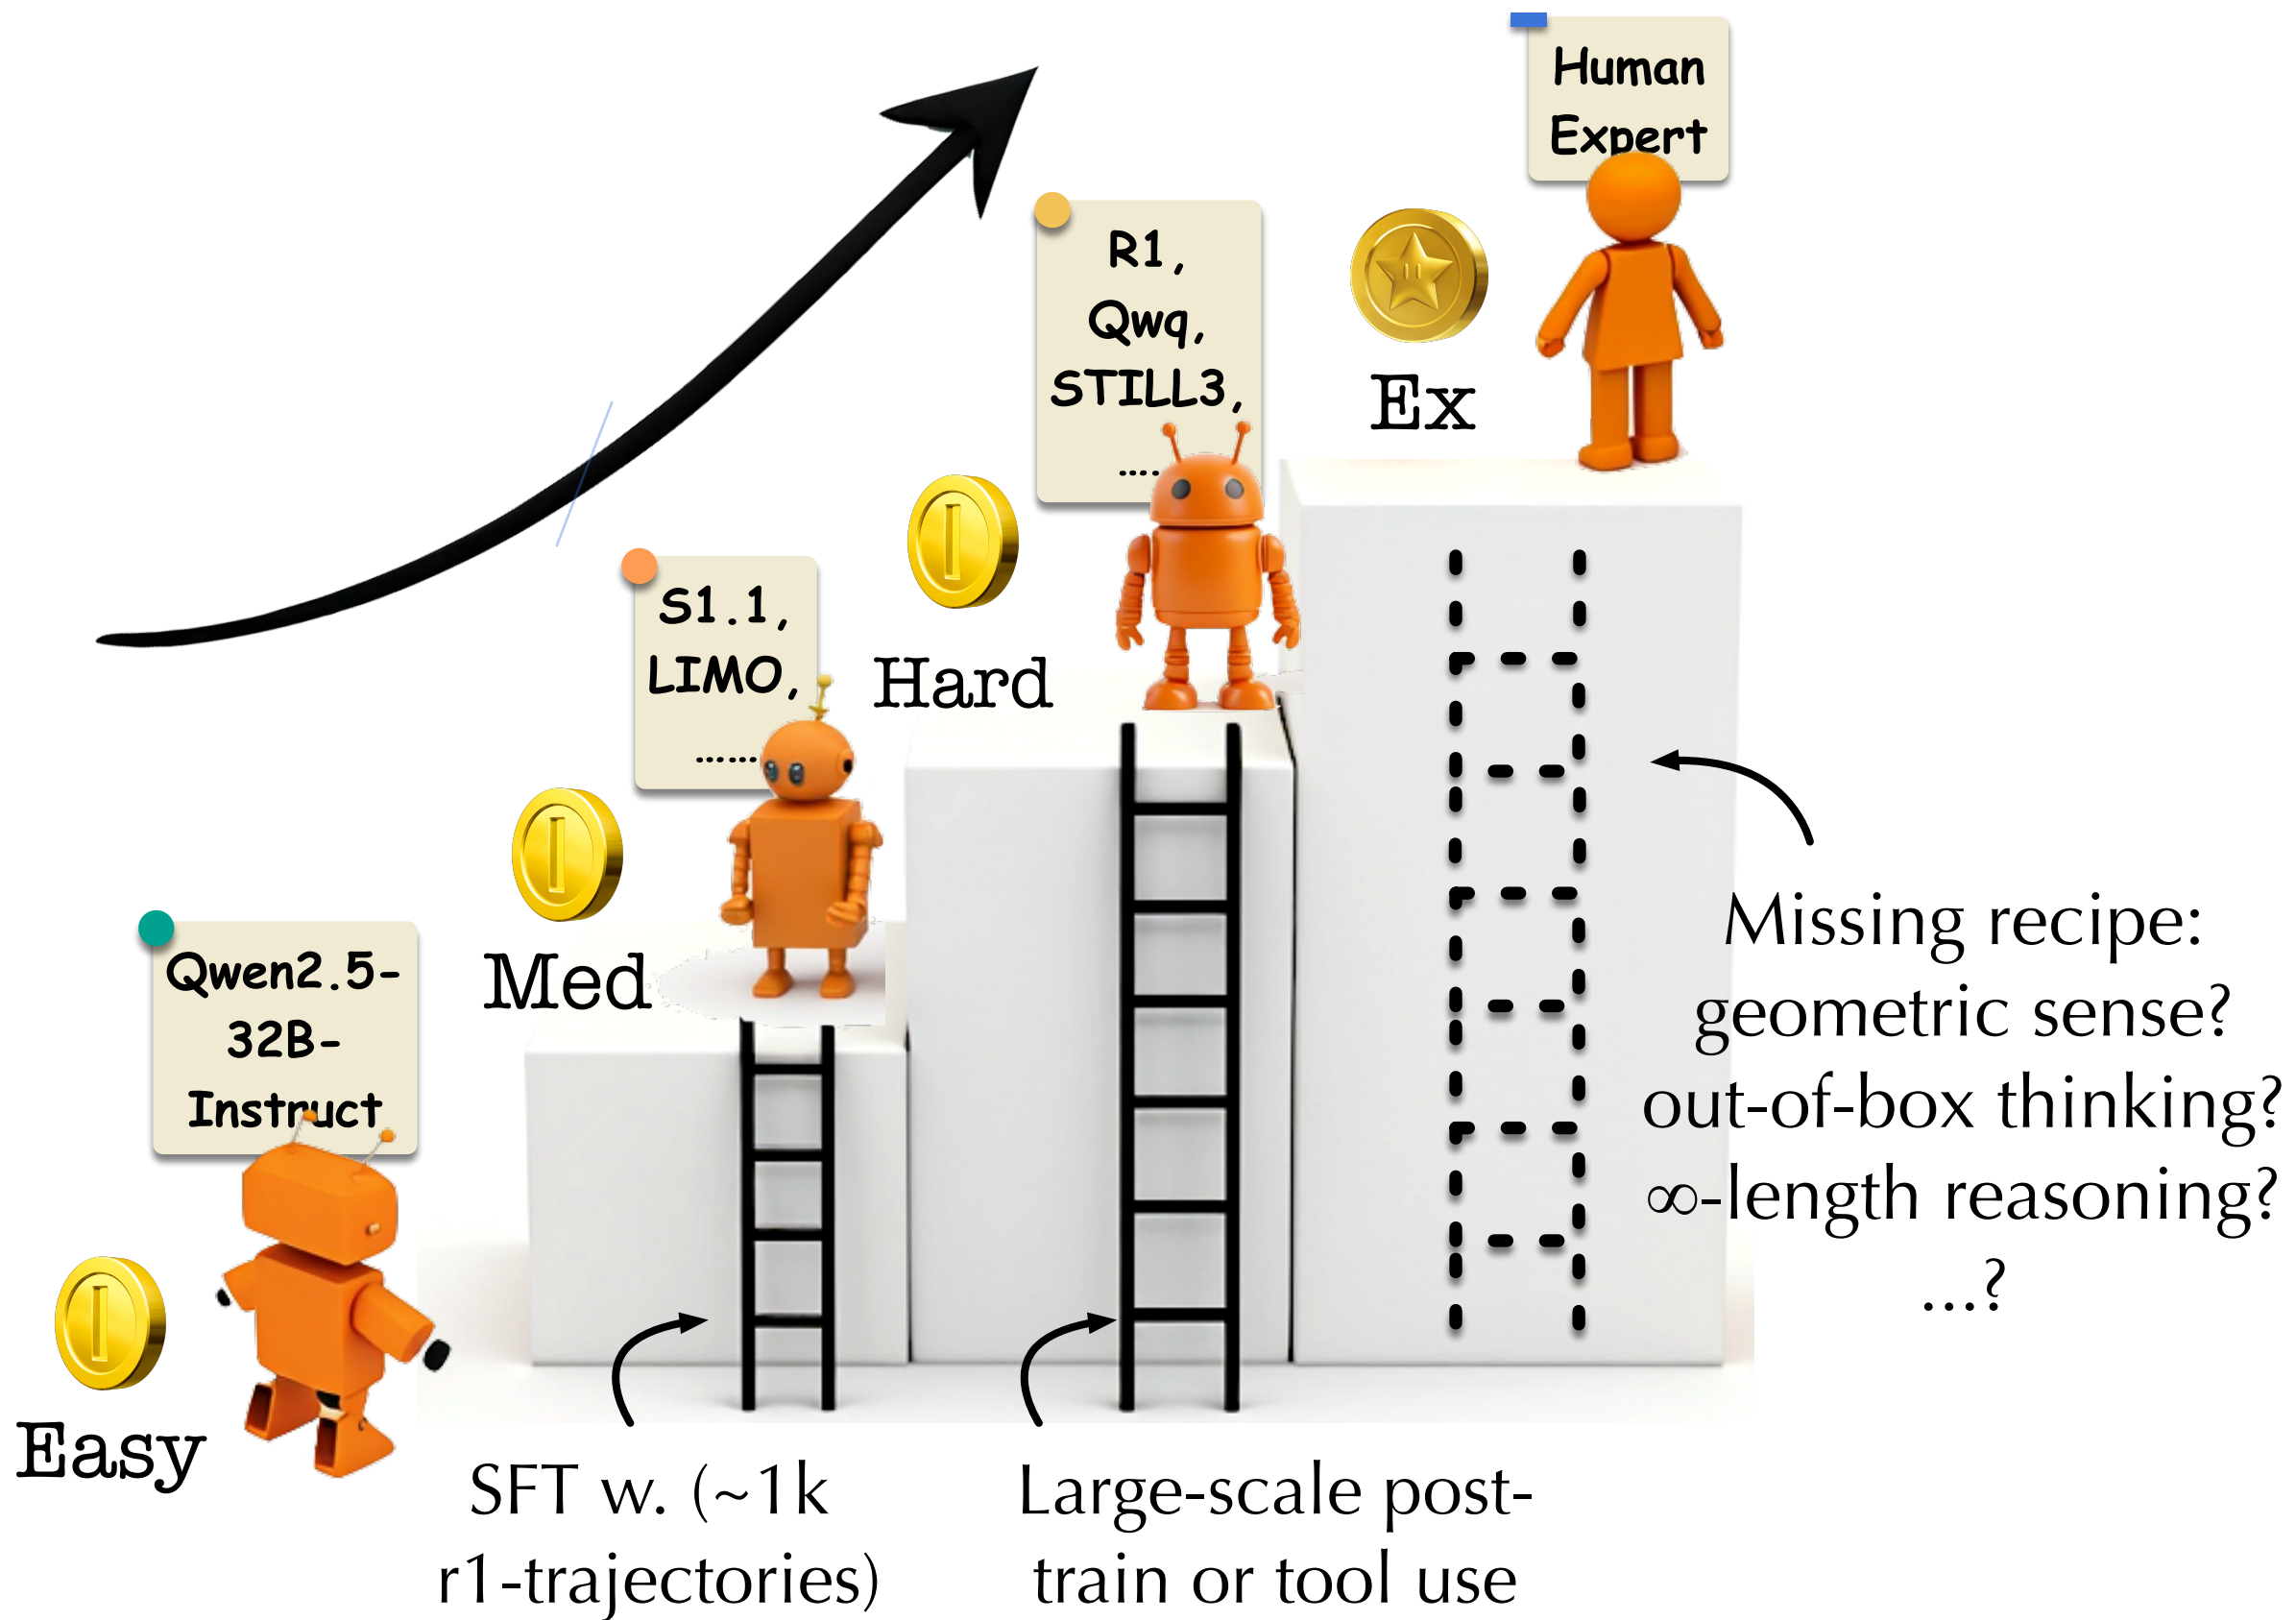 Human
Expert
R1,
Qwq,
STILL3,
....
Ex
S1.1,
LIMO,
......
Hard
Qwen2.5-
32B-
Instruct
Med
Missing recipe:
geometric sense?
out-of-box thinking?
∞-length reasoning?
...?
Easy
SFT w. (~1k
r1-trajectories)
Large-scale post-
train or tool use